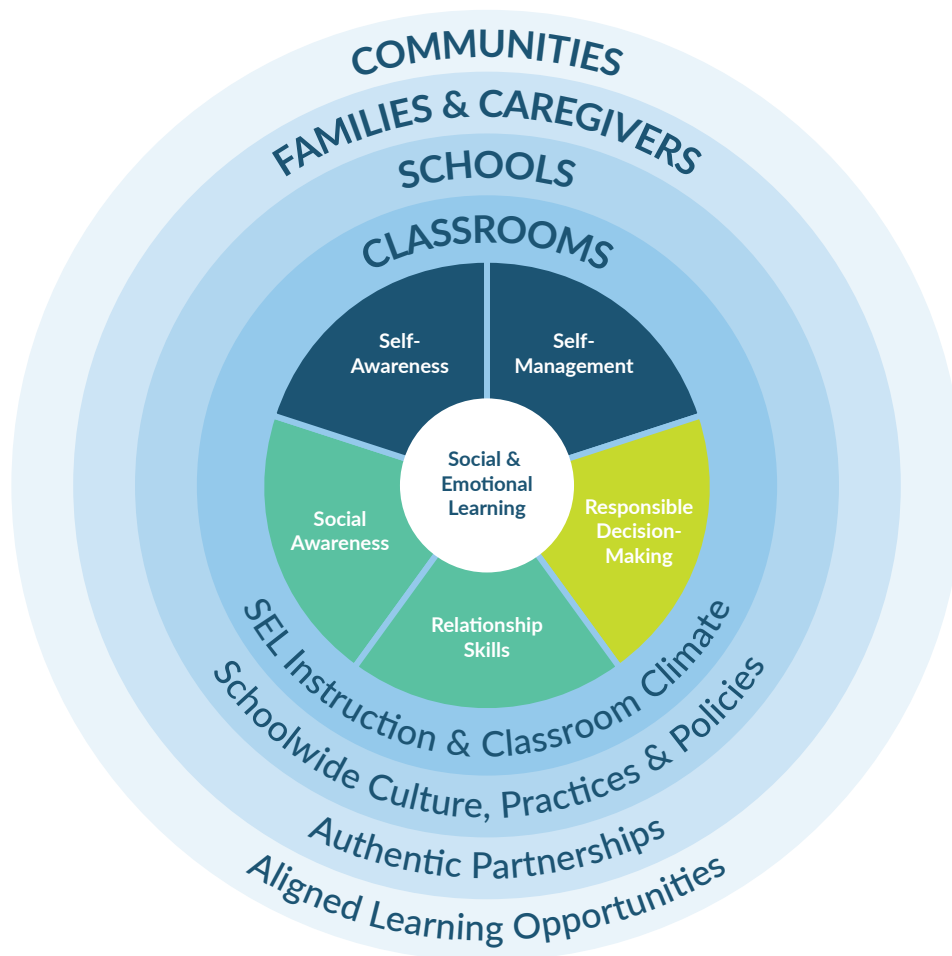 COMMUNITIES
FAMILIES & CAREGIVERS
SCHOOLS
CLASSROOMS
Self-
Awareness
Self-
Management
Social &
Emotional
Learning
Social
Awareness
Responsible
Decision-
Making
Relationship
Skills
SEL Instruction & Classroom Climate
Schoolwide Culture, Practices & Policies
Authentic Partnerships
Aligned Learning Opportunities